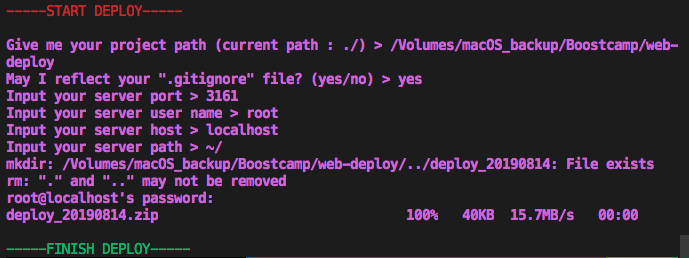 -----START DEPLOY-----
Give me your project path (current path : ./) > /Volumes/macOS_backup/Boostcamp/web-
deploy
May I reflect your ".gitignore" file? (yes/no) > yes
Input your server port > 3161
Input your server user name > root
Input your server host > localhost
Input your server path > ~/
mkdir: /Volumes/macOS_backup/Boostcamp/web-deploy/../deploy_20190814: File exists
rm: "." and ".." may not be removed
root@localhost's password:
deploy_20190814.zip 100% 40KB 15.7MB/s 00:00
-----FINISH DEPLOY-----